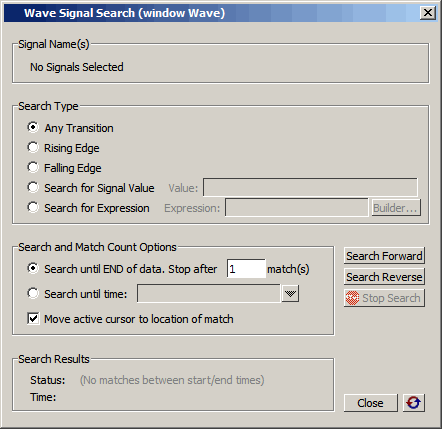 Wave Signal Search (window Wave)
Signal Name(s)
No Signals Selected
Search Type
Any Transition
Rising Edge
Falling Edge
Search for Signal Value Value:
Search for Expression Expression: Builder...
Search and Match Count Options
Search until END of data. Stop after 1 match(s)
Search until time:
Move active cursor to location of match
Search Forward
Search Reverse
Stop Search
Search Results
Status: (No matches between start/end times)
Time:
Close